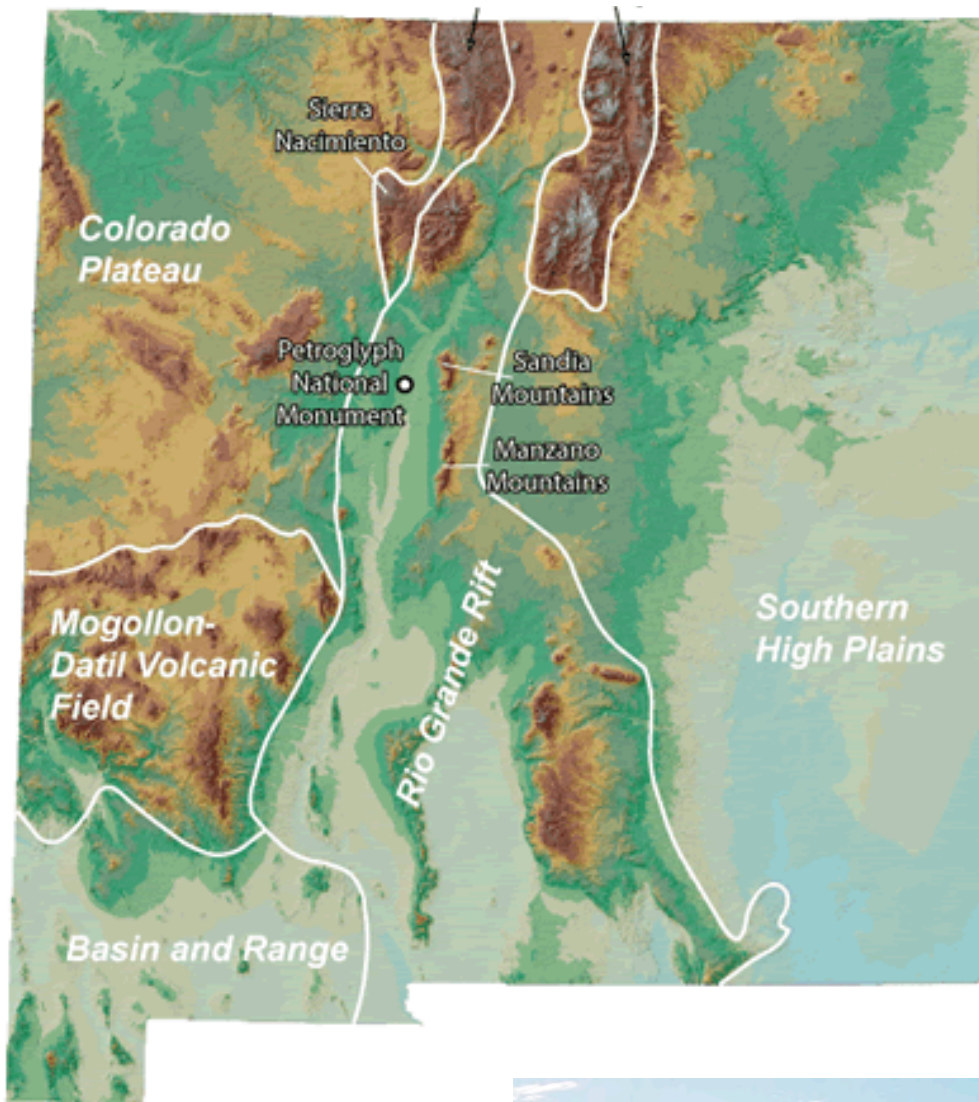 Sierra
Nacimiento
Colorado
Plateau
Petroglyph
National
Monument
Sandia
Mountains
Manzano
Mountains
Mogollon-
Datil Volcanic
Field
Rio Grande Rift
Southern
High Plains
Basin and Range